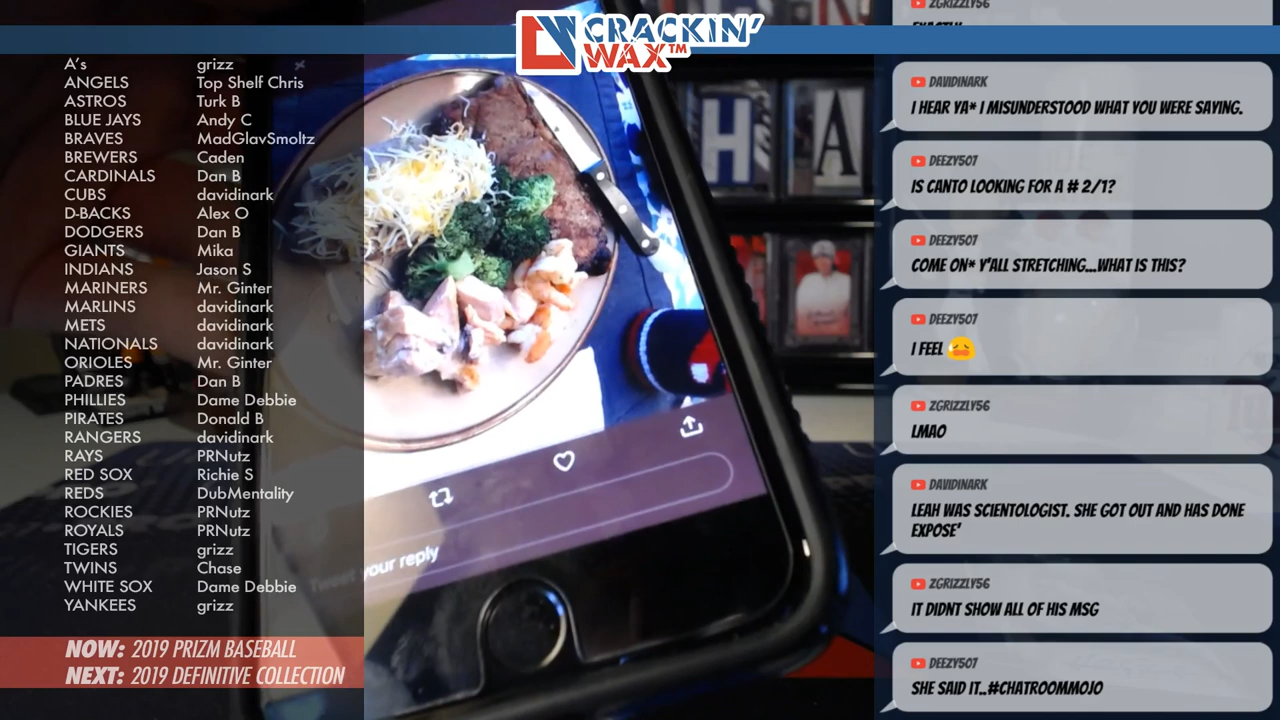 CRACKIN'
WAX™
A's grizz
ANGELS Top Shelf Chris
ASTROS Turk B
BLUE JAYS Andy C
BRAVES MadGlavSmoltz
BREWERS Caden
CARDINALS Dan B
CUBS davidinark
D-BACKS Alex O
DODGERS Dan B
GIANTS Mika
INDIANS Jason S
MARINERS Mr. Ginter
MARLINS davidinark
METS davidinark
NATIONALS davidinark
ORIOLES Mr. Ginter
PADRES Dan B
PHILLIES Dame Debbie
PIRATES Donald B
RANGERS davidinark
RAYS PRNutz
RED SOX Richie S
REDS DubMentality
ROCKIES PRNutz
ROYALS PRNutz
TIGERS grizz
TWINS Chase
WHITE SOX Dame Debbie
YANKEES grizz
NOW: 2019 PRIZM BASEBALL
NEXT: 2019 DEFINITIVE COLLECTION
H A
Tweet your reply
ZGRIZZLY56
EXACTLY
DAVIDINARK
I HEAR YA* I MISUNDERSTOOD WHAT YOU WERE SAYING.
DEEZY507
IS CANTO LOOKING FOR A # 2/1?
DEEZY507
COME ON* Y'ALL STRETCHING...WHAT IS THIS?
DEEZY507
I FEEL
ZGRIZZLY56
LMAO
DAVIDINARK
LEAH WAS SCIENTOLOGIST. SHE GOT OUT AND HAS DONE
EXPOSE'
ZGRIZZLY56
IT DIDNT SHOW ALL OF HIS MSG
DEEZY507
SHE SAID IT...#CHATROOMMOJO